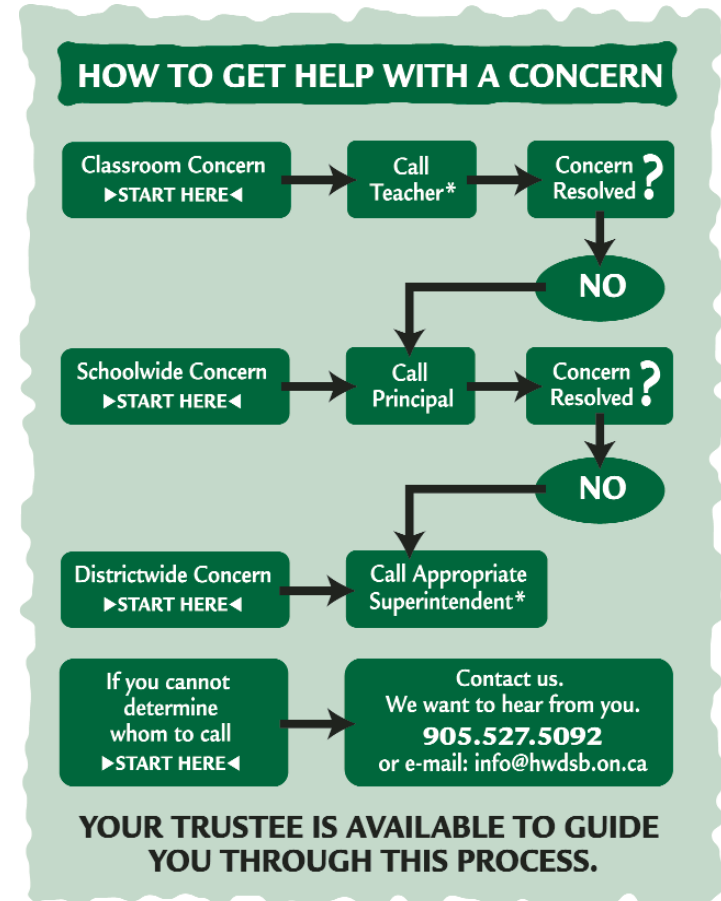 HOW TO GET HELP WITH A CONCERN
Classroom Concern
▶START HERE◀
Call
Teacher*
Concern
Resolved ?
NO
Schoolwide Concern
▶START HERE◀
Call
Principal
Concern
Resolved ?
NO
Districtwide Concern
▶START HERE◀
Call Appropriate
Superintendent*
If you cannot
determine
whom to call
▶START HERE◀
Contact us.
We want to hear from you.
905.527.5092
or e-mail: info@hwdsb.on.ca
YOUR TRUSTEE IS AVAILABLE TO GUIDE
YOU THROUGH THIS PROCESS.